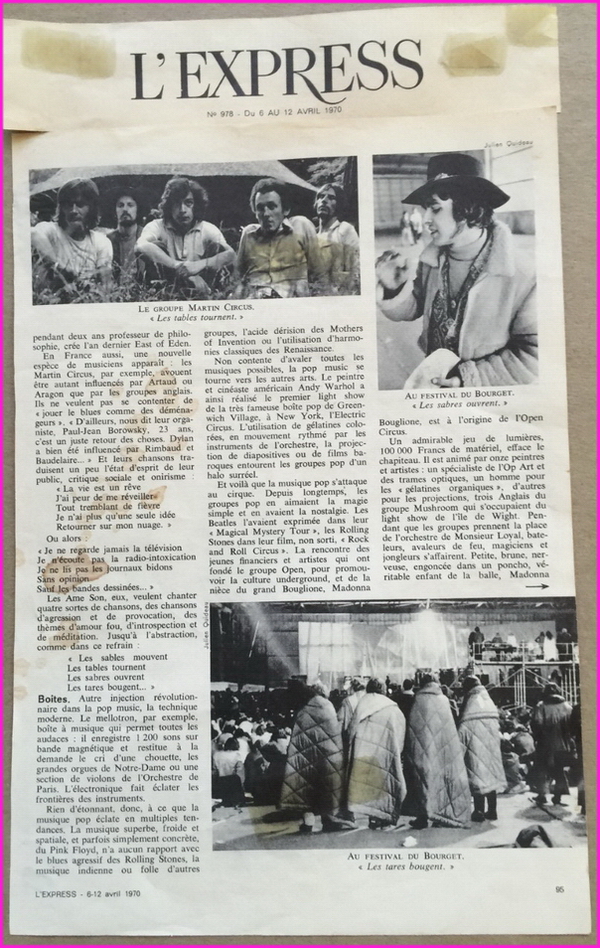 L'EXPRESS
Nº 978 - Du 6 AU 12 AVRIL 1970
Julien Quideau
LE GROUPE MARTIN CIRCUS.
« Les tables tournent. »
pendant deux ans professeur de philo-
sophie, crée l'an dernier East of Eden.
En France aussi, une nouvelle
espèce de musiciens apparaît : les
Martin Circus, par exemple, avouent
être autant influencés par Artaud ou
Aragon que par les groupes anglais.
Ils ne veulent pas se contenter de
« jouer le blues comme des déména-
geurs ». « D'ailleurs, nous dit leur orga-
niste, Paul-Jean Borowsky, 23 ans,
c'est un juste retour des choses. Dylan
a bien été influencé par Rimbaud et
Baudelaire.. » Et leurs chansons tra-
duisent un peu l'état d'esprit de leur
public, critique sociale et onirisme :
« La vie est un rêve
J'ai peur de me réveiller
Tout tremblant de fièvre
Je n'ai plus qu'une seule idée
Retourner sur mon nuage. »
Ou alors :
« Je ne regarde jamais la télévision
Je n'écoute pas la radio-intoxication
Je ne lis pas les journaux bidons
Sans opinion
Sauf les bandes dessinées... »
Les Ame Son, eux, veulent chanter
quatre sortes de chansons, des chansons
d'agression et de provocation, des
thèmes d'amour fou, d'introspection et
de méditation. Jusqu'à l'abstraction,
comme dans ce refrain :
« Les sables mouvent
Les tables tournent
Les sabres ouvrent
Les tares bougent... »
Boites. Autre injection révolution-
naire dans la pop music, la technique
moderne. Le mellotron, par exemple,
boîte à musique qui permet toutes les
audaces : il enregistre 1 200 sons sur
bande magnétique et restitue à la
demande le cri d'une chouette, les
grandes orgues de Notre-Dame ou une
section de violons de l'Orchestre de
Paris. L'électronique fait éclater les
frontières des instruments.
Rien d'étonnant, donc, à ce que la
musique pop éclate en multiples ten-
dances. La musique superbe, froide et
spatiale, et parfois simplement concrète,
du Pink Floyd, n'a aucun rapport avec
le blues agressif des Rolling Stones, la
musique indienne ou folle d'autres
groupes, l'acide dérision des Mothers
of Invention ou l'utilisation d'harmo-
nies classiques des Renaissance.
Non contente d'avaler toutes les
musiques possibles, la pop music se
tourne vers les autres arts. Le peintre
et cinéaste américain Andy Warhol a
ainsi réalisé le premier light show
de la très fameuse boîte pop de Green-
wich Village, à New York, l'Electric
Circus. L'utilisation de gélatines colo-
rées, en mouvement rythmé par les
instruments de l'orchestre, la projec-
tion de diapositives ou de films ba-
roques entourent les groupes pop d'un
halo surréel.
Et voilà que la musique pop s'attaque
au cirque. Depuis longtemps, les
groupes pop en aimaient la magie
simple et en avaient la nostalgie. Les
Beatles l'avaient exprimée dans leur
« Magical Mystery Tour », les Rolling
Stones dans leur film, non sorti, « Rock
and Roll Circus ». La rencontre des
jeunes financiers et artistes qui ont
fondé le groupe Open, pour promou-
voir la culture underground, et de la
nièce du grand Bouglione, Madona
AU FESTIVAL DU BOURGET.
« Les sabres ouvrent. »
Bouglione, est à l'origine de l'Open
Circus.
Un admirable jeu de lumières,
100 000 Francs de matériel, efface le
chapiteau. Il est animé par onze peintres
et artistes : un spécialiste de l'Op Art et
des trames optiques, un homme pour
les « gélatines organiques », d'autres
pour les projections, trois Anglais du
groupe Mushroom qui s'occupaient du
light show de l'île de Wight. Pen-
dant que les groupes prennent la place
de l'orchestre de Monsieur Loyal, bate-
leurs, avaleurs de feu, magiciens et
jongleurs s'affairent. Petite, brune, ner-
veuse, engoncée dans un poncho, vé-
ritable enfant de la balle, Madonna
Julien Quideau
AU FESTIVAL DU BOURGET.
« Les tares bougent. »
L'EXPRESS - 6-12 avril 1970
95